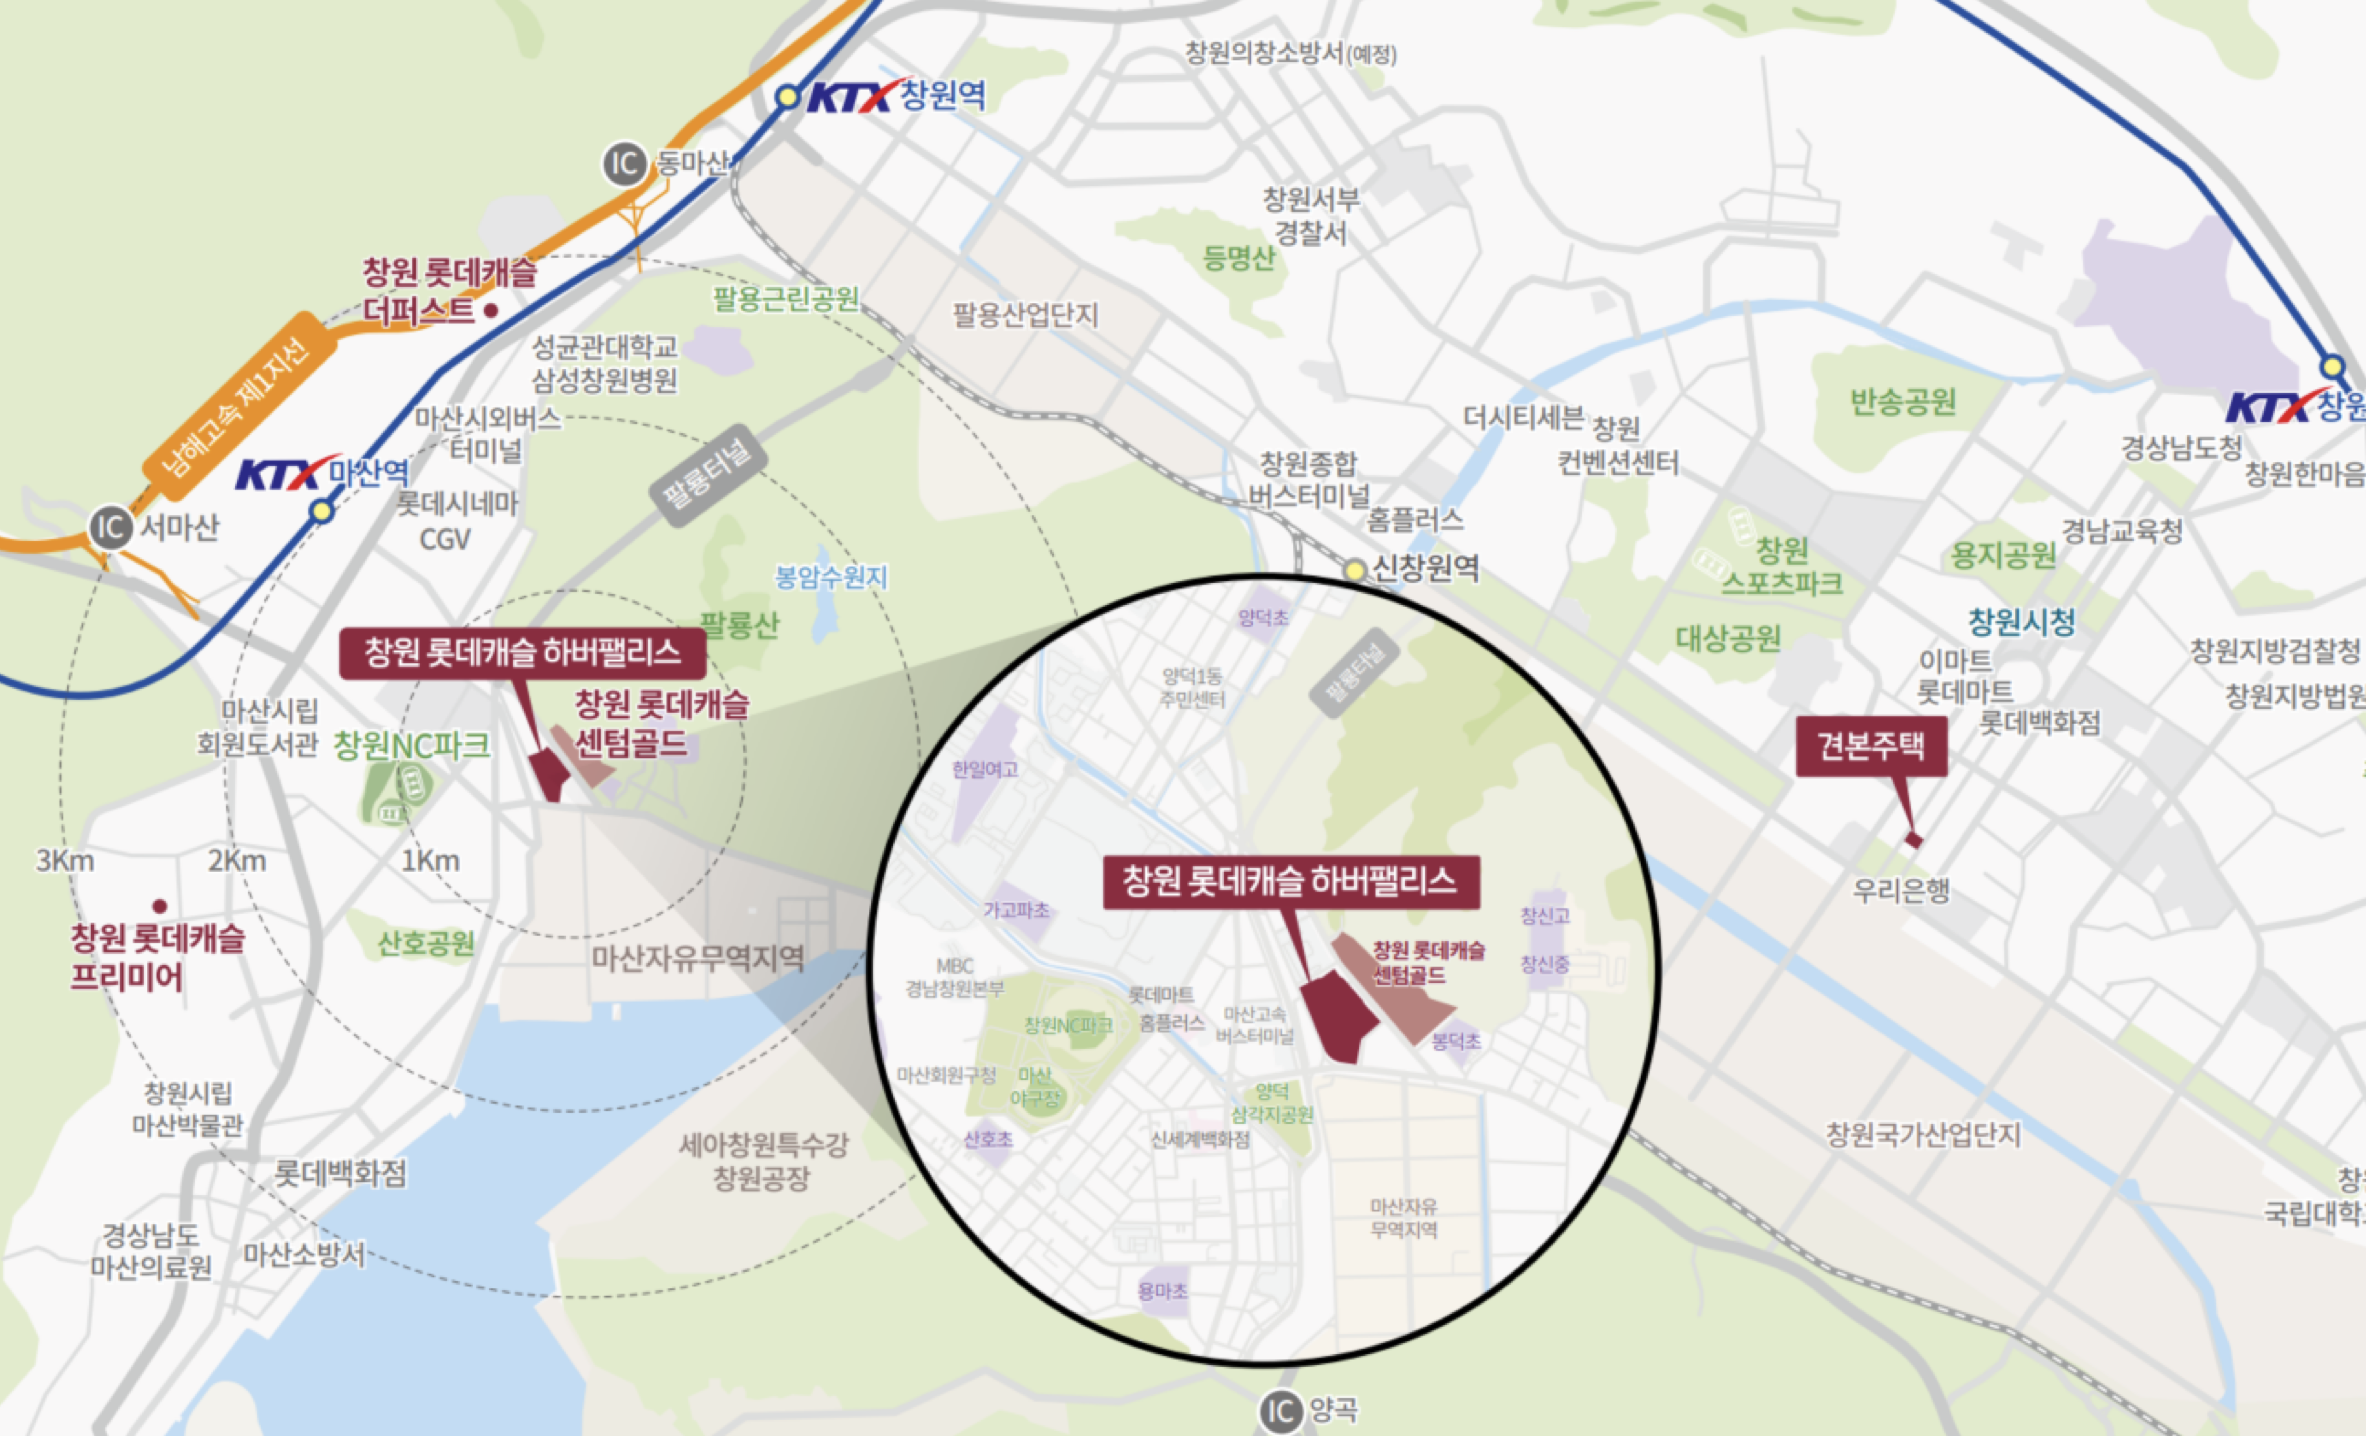 창원의창소방서(예정)
KTX 창원역
IC 동마산
창원서부
경찰서
등명산
창원 롯데캐슬
더퍼스트
팔용근린공원
팔용산업단지
남해고속 제1지선
성균관대학교
삼성창원병원
마산시외버스
터미널
KTX 마산역
팔룡터널
롯데시네마
CGV
IC 서마산
더시티세븐
창원
컨벤션센터
반송공원
KTX 창원
경상남도청
창원한마음
창원종합
버스터미널
홈플러스
신창원역
경남교육청
창원
스포츠파크
용지공원
봉암수원지
팔룡산
대상공원
창원시청
이마트
롯데마트
롯데백화점
창원지방검찰청
창원지방법원
창원 롯데캐슬 하버팰리스
창원 롯데캐슬
센텀골드
마산시립
회원도서관
창원NC파크
견본주택
우리은행
3Km
2Km
1Km
창원 롯데캐슬
프리미어
산호공원
마산자유무역지역
창원시립
마산박물관
세아창원특수강
창원공장
롯데백화점
경상남도
마산의료원
마산소방서
양덕초
양덕1동
주민센터
팔룡터널
한일여고
창원 롯데캐슬 하버팰리스
가고파초
창신고
창신중
창원 롯데캐슬
센텀골드
MBC
경남창원본부
롯데마트
홈플러스
마산고속
버스터미널
창원NC파크
봉덕초
마산회원구청
마산
야구장
양덕
삼각지공원
산호초
신세계백화점
마산자유
무역지역
용마초
창원국가산업단지
창
국립대학
IC 양곡